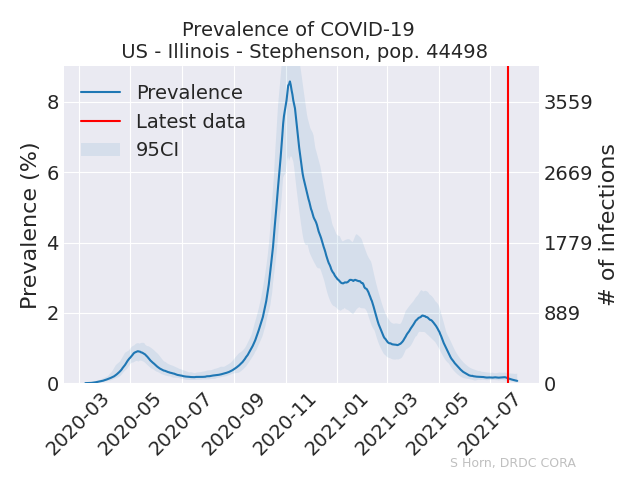 Prevalence of COVID-19
US - Illinois - Stephenson, pop. 44498
Prevalence
Latest data
95CI
Prevalence (%)
8
6
4
2
0
3559
2669
1779
889
0
# of infections
2020-03
2020-05
2020-07
2020-09
2020-11
2021-01
2021-03
2021-05
2021-07
S Horn, DRDC CORA